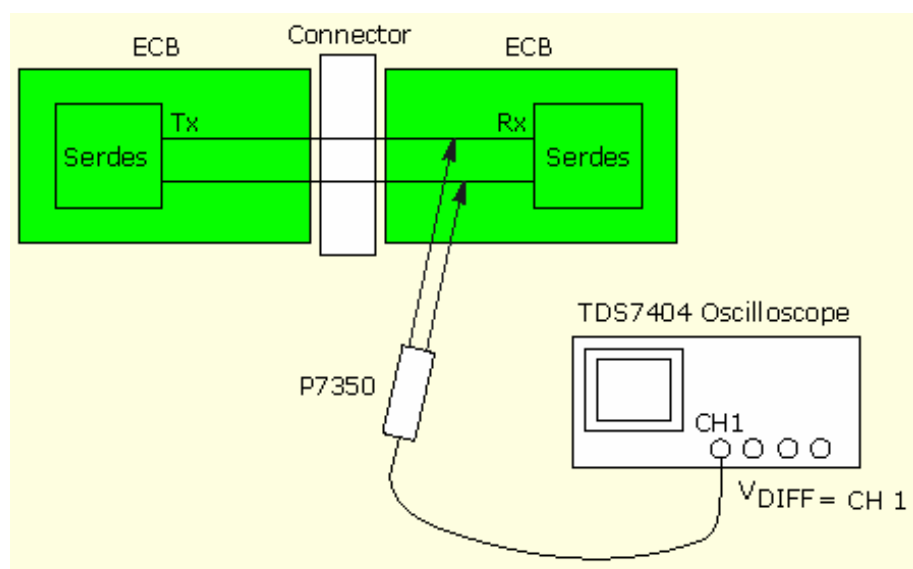 Connector
ECB
ECB
Tx
Rx
Serdes
Serdes
TDS7404 Oscilloscope
P7350
CH1
VDIFF = CH 1